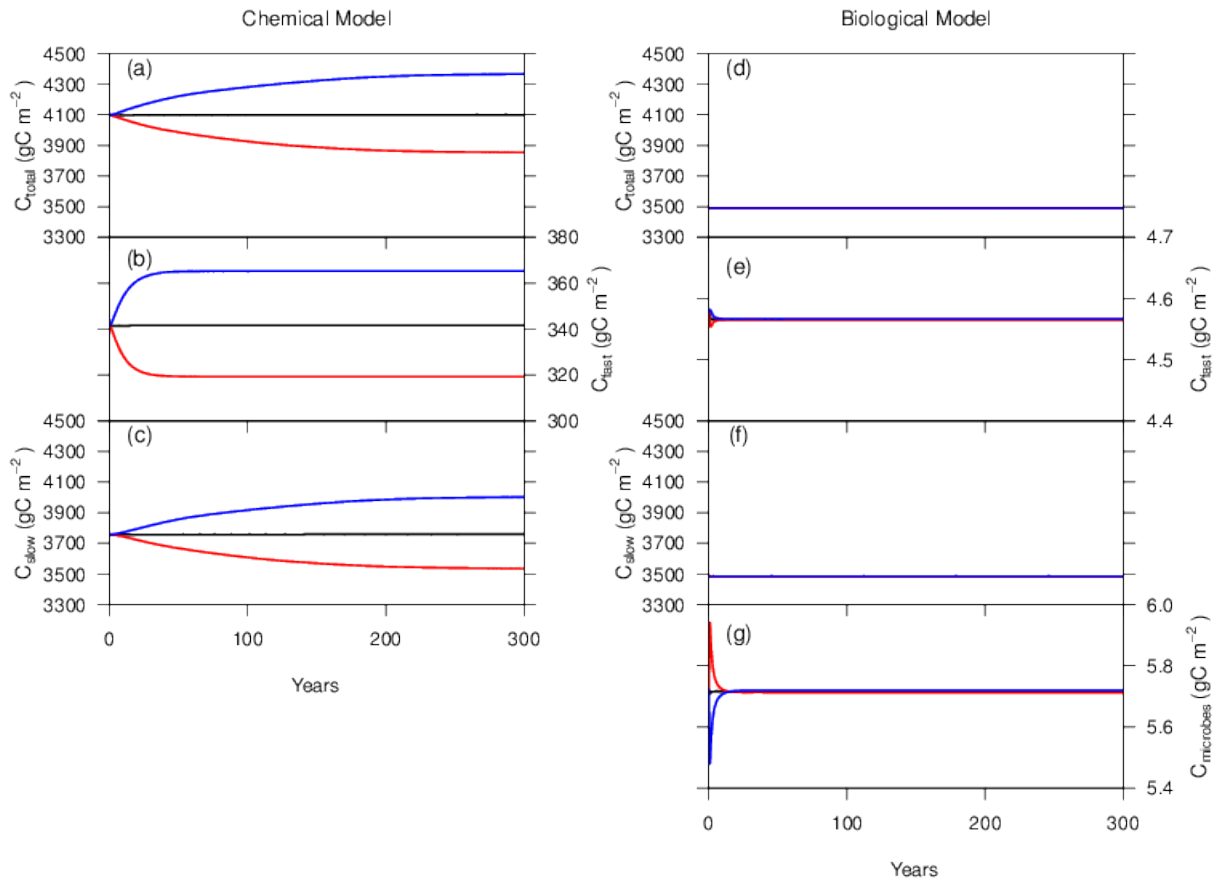 Chemical Model
(a)
4500
4300
4100
3900
3700
3500
3300
C_total (gC m⁻²)
(b)
380
360
340
320
300
C_fast (gC m⁻²)
(c)
4500
4300
4100
3900
3700
3500
3300
C_slow (gC m⁻²)
0 100 200 300
Years
Biological Model
(d)
4500
4300
4100
3900
3700
3500
3300
C_total (gC m⁻²)
(e)
4.7
4.6
4.5
4.4
C_fast (gC m⁻²)
(f)
4500
4300
4100
3900
3700
3500
3300
C_slow (gC m⁻²)
(g)
6.0
5.8
5.6
5.4
C_microbes (gC m⁻²)
0 100 200 300
Years